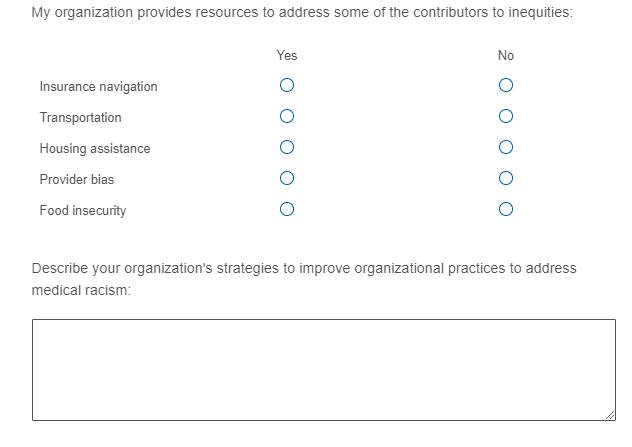 My organization provides resources to address some of the contributors to inequities:
Yes No
Insurance navigation
Transportation
Housing assistance
Provider bias
Food insecurity
Describe your organization's strategies to improve organizational practices to address
medical racism: